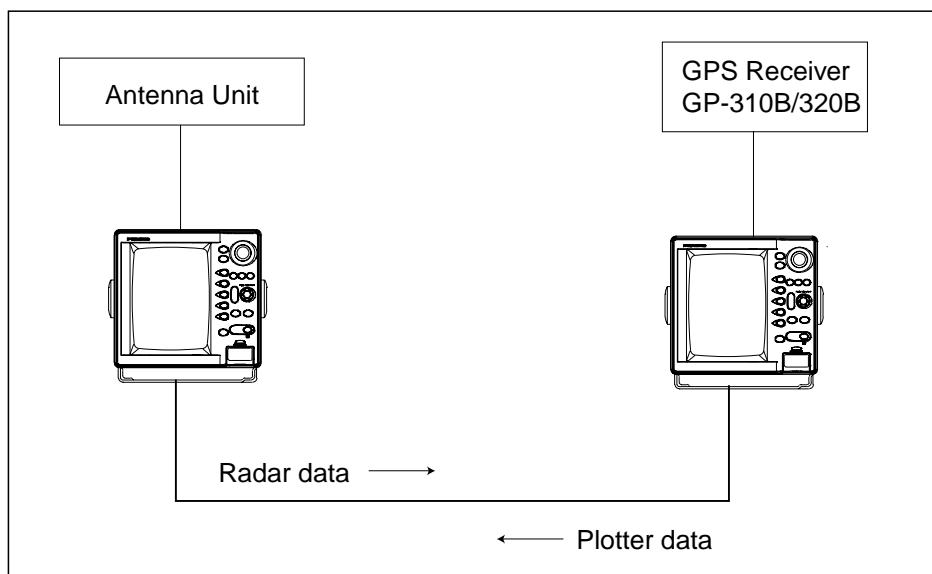 Antenna Unit
GPS Receiver
GP-310B/320B
Radar data
Plotter data